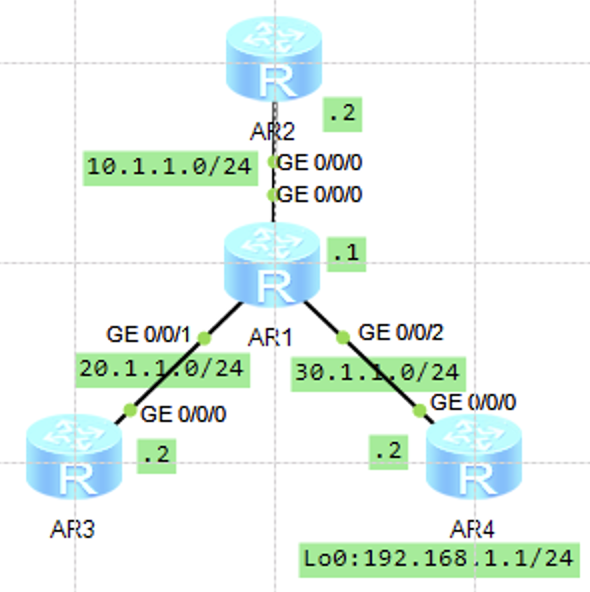 R
.2
AR2
10.1.1.0/24
GE 0/0/0
GE 0/0/0
R
.1
AR1
GE 0/0/1
GE 0/0/2
20.1.1.0/24
30.1.1.0/24
GE 0/0/0
GE 0/0/0
R
.2
.2
R
AR3
AR4
Lo0:192.168.1.1/24